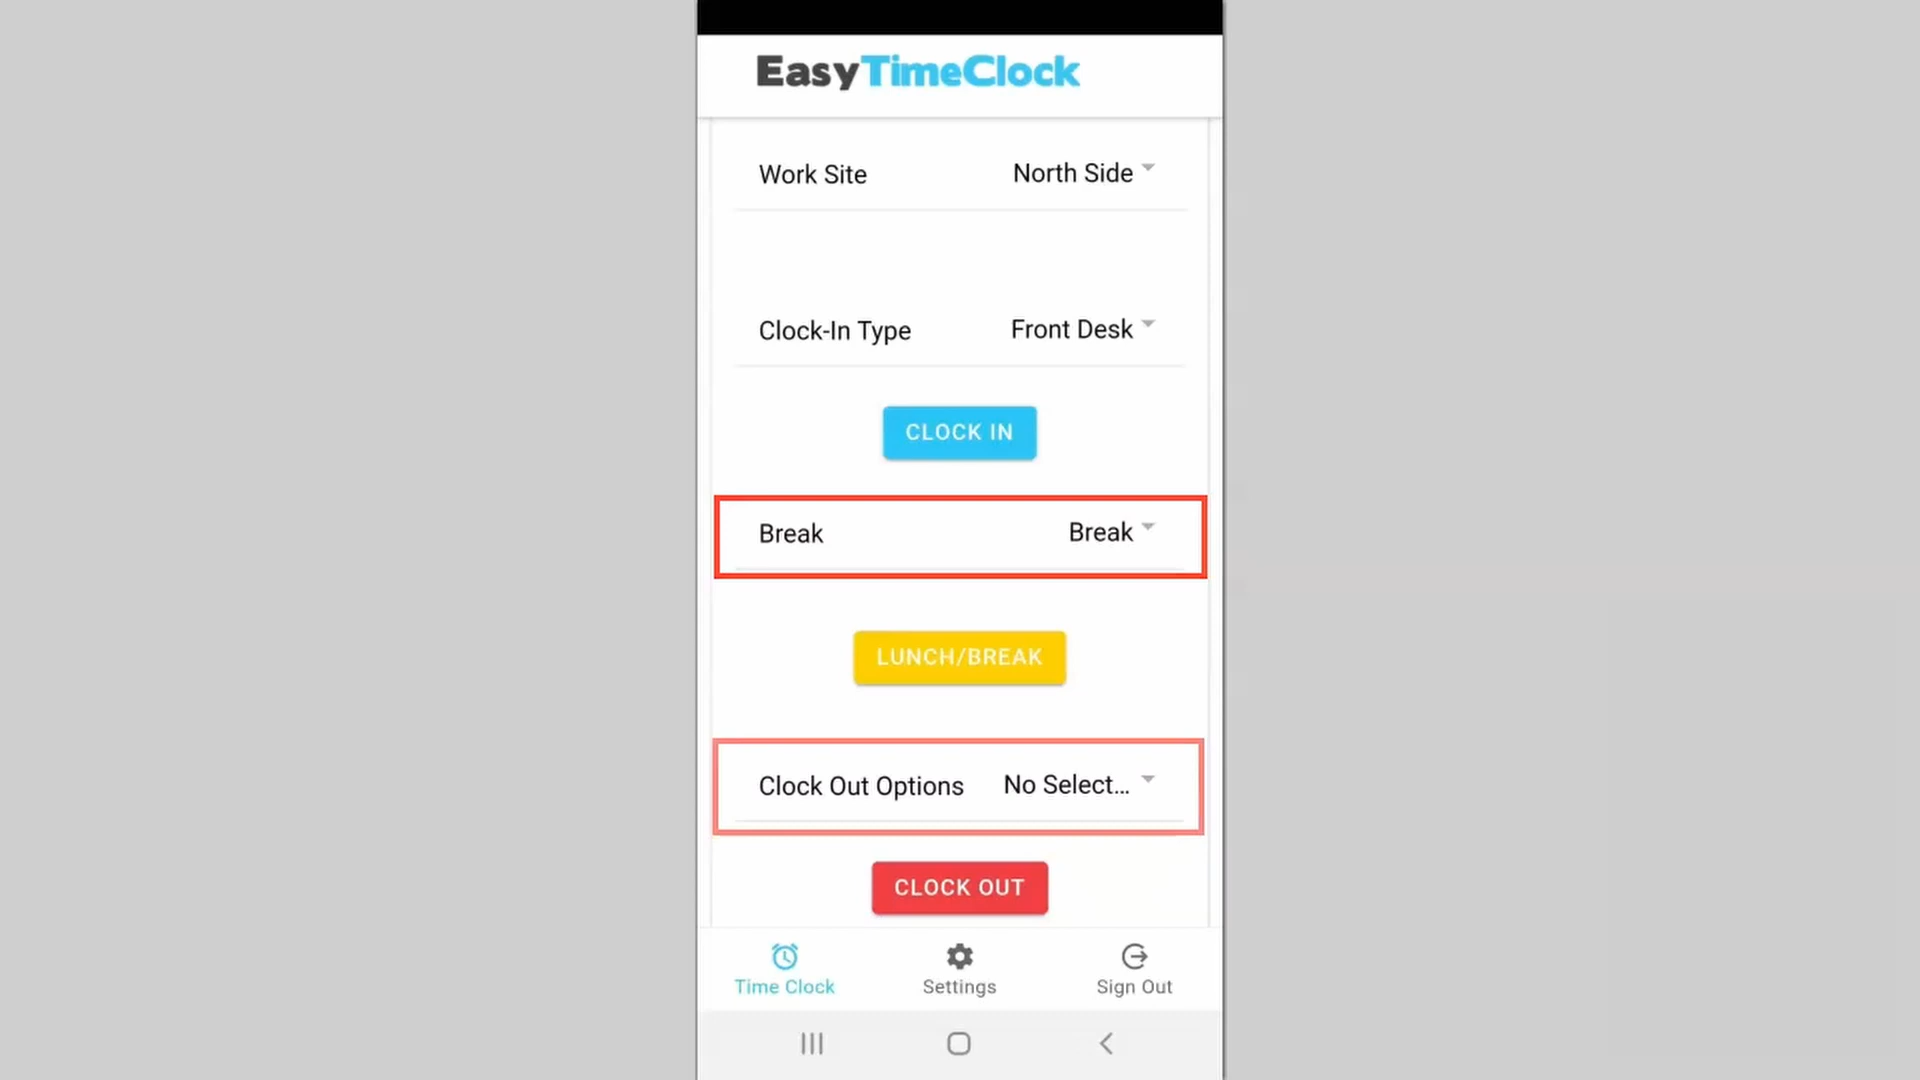 EasyTimeClock
Work Site North Side
Clock-In Type Front Desk
CLOCK IN
Break Break
LUNCH/BREAK
Clock Out Options No Select...
CLOCK OUT
Time Clock Settings Sign Out